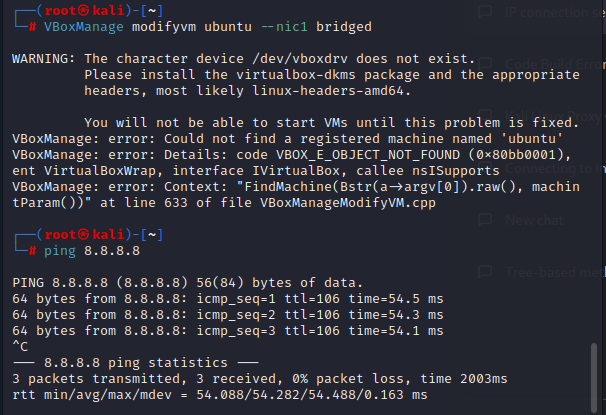 ┌──(root㉿kali)-[~]
└─# VBoxManage modifyvm ubuntu --nic1 bridged
WARNING: The character device /dev/vboxdrv does not exist.
Please install the virtualbox-dkms package and the appropriate
headers, most likely linux-headers-amd64.
You will not be able to start VMs until this problem is fixed.
VBoxManage: error: Could not find a registered machine named 'ubuntu'
VBoxManage: error: Details: code VBOX_E_OBJECT_NOT_FOUND (0×80bb0001),
ent VirtualBoxWrap, interface IVirtualBox, callee nsISupports
VBoxManage: error: Context: "FindMachine(Bstr(a→argv[0]).raw(), machin
tParam())" at line 633 of file VBoxManageModifyVM.cpp
┌──(root㉿kali)-[~]
└─# ping 8.8.8.8
PING 8.8.8.8 (8.8.8.8) 56(84) bytes of data.
64 bytes from 8.8.8.8: icmp_seq=1 ttl=106 time=54.5 ms
64 bytes from 8.8.8.8: icmp_seq=2 ttl=106 time=54.3 ms
64 bytes from 8.8.8.8: icmp_seq=3 ttl=106 time=54.1 ms
^C
--- 8.8.8.8 ping statistics ---
3 packets transmitted, 3 received, 0% packet loss, time 2003ms
rtt min/avg/max/mdev = 54.088/54.282/54.488/0.163 ms
IP connection se
Code Build Error
Proxy
Connecting to In
New chat
Tree-based met